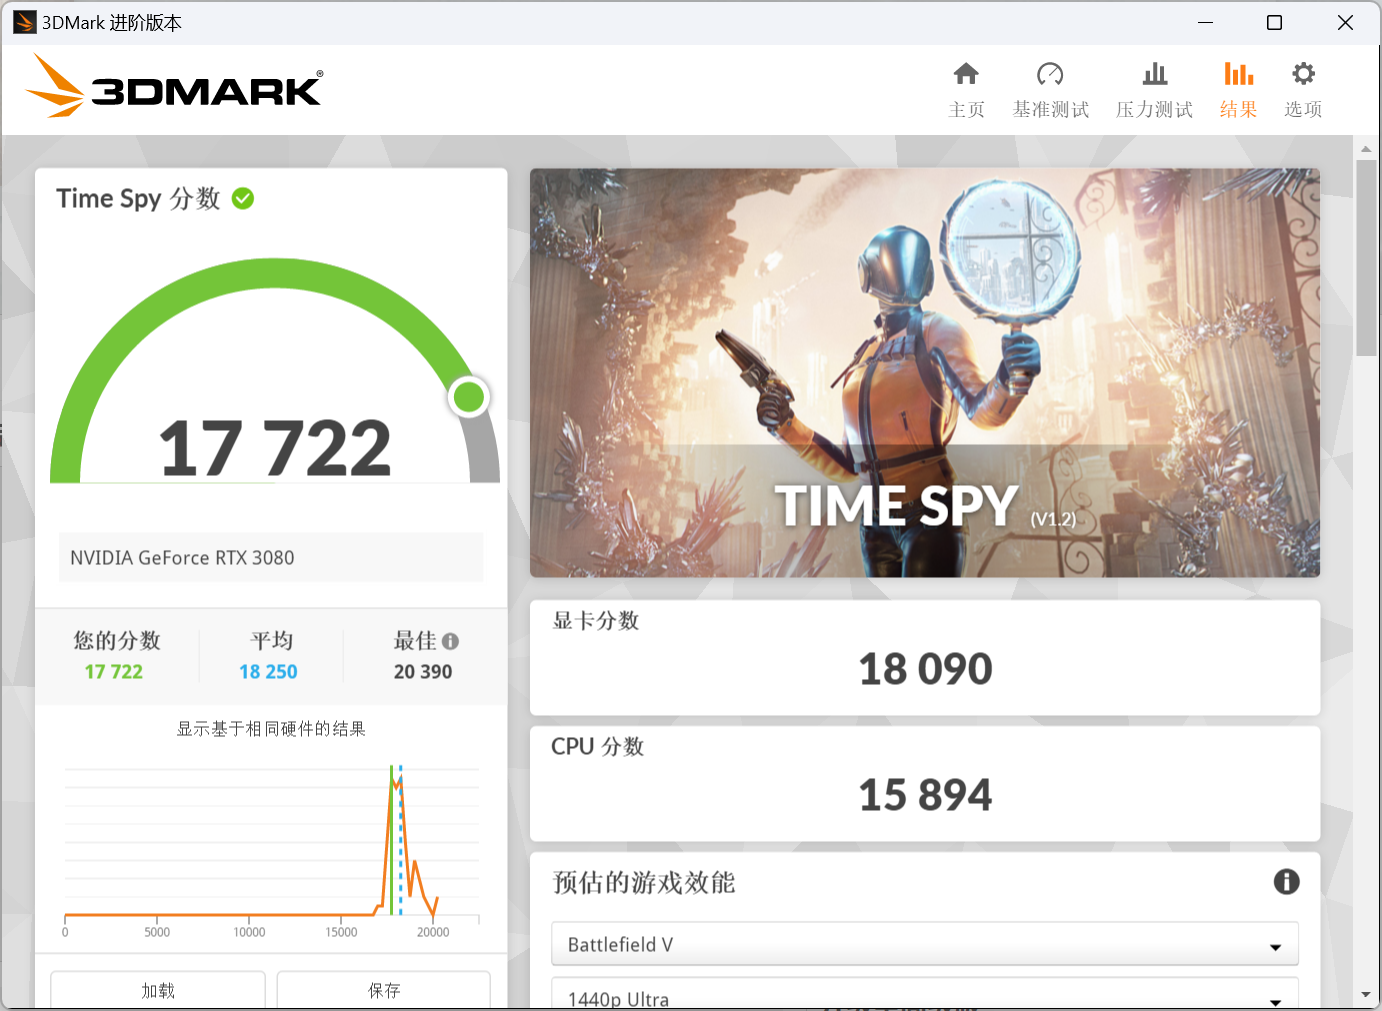 3DMark 进阶版本
3DMARK®
主页
基准测试
压力测试
结果
选项
Time Spy 分数
17 722
NVIDIA GeForce RTX 3080
您的分数
平均
最佳
17 722
18 250
20 390
显示基于相同硬件的结果
0
5000
10000
15000
20000
加载
保存
TIME SPY (V1.2)
显卡分数
18 090
CPU 分数
15 894
预估的游戏效能
Battlefield V
1440p Ultra